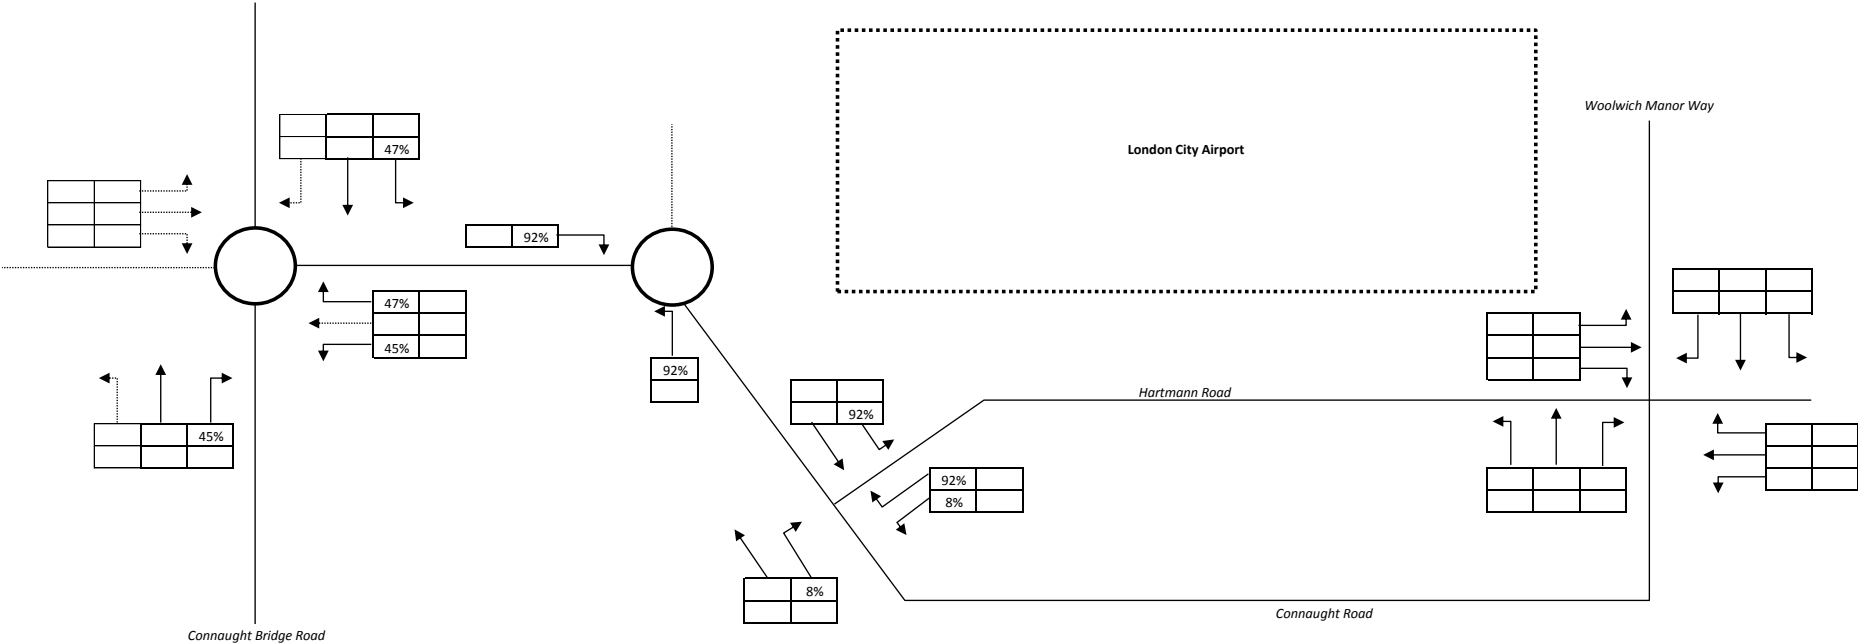 Woolwich Manor Way
47%
London City Airport
92%
47%
45%
92%
Hartmann Road
92%
45%
92%
8%
8%
Connaught Road
Connaught Bridge Road